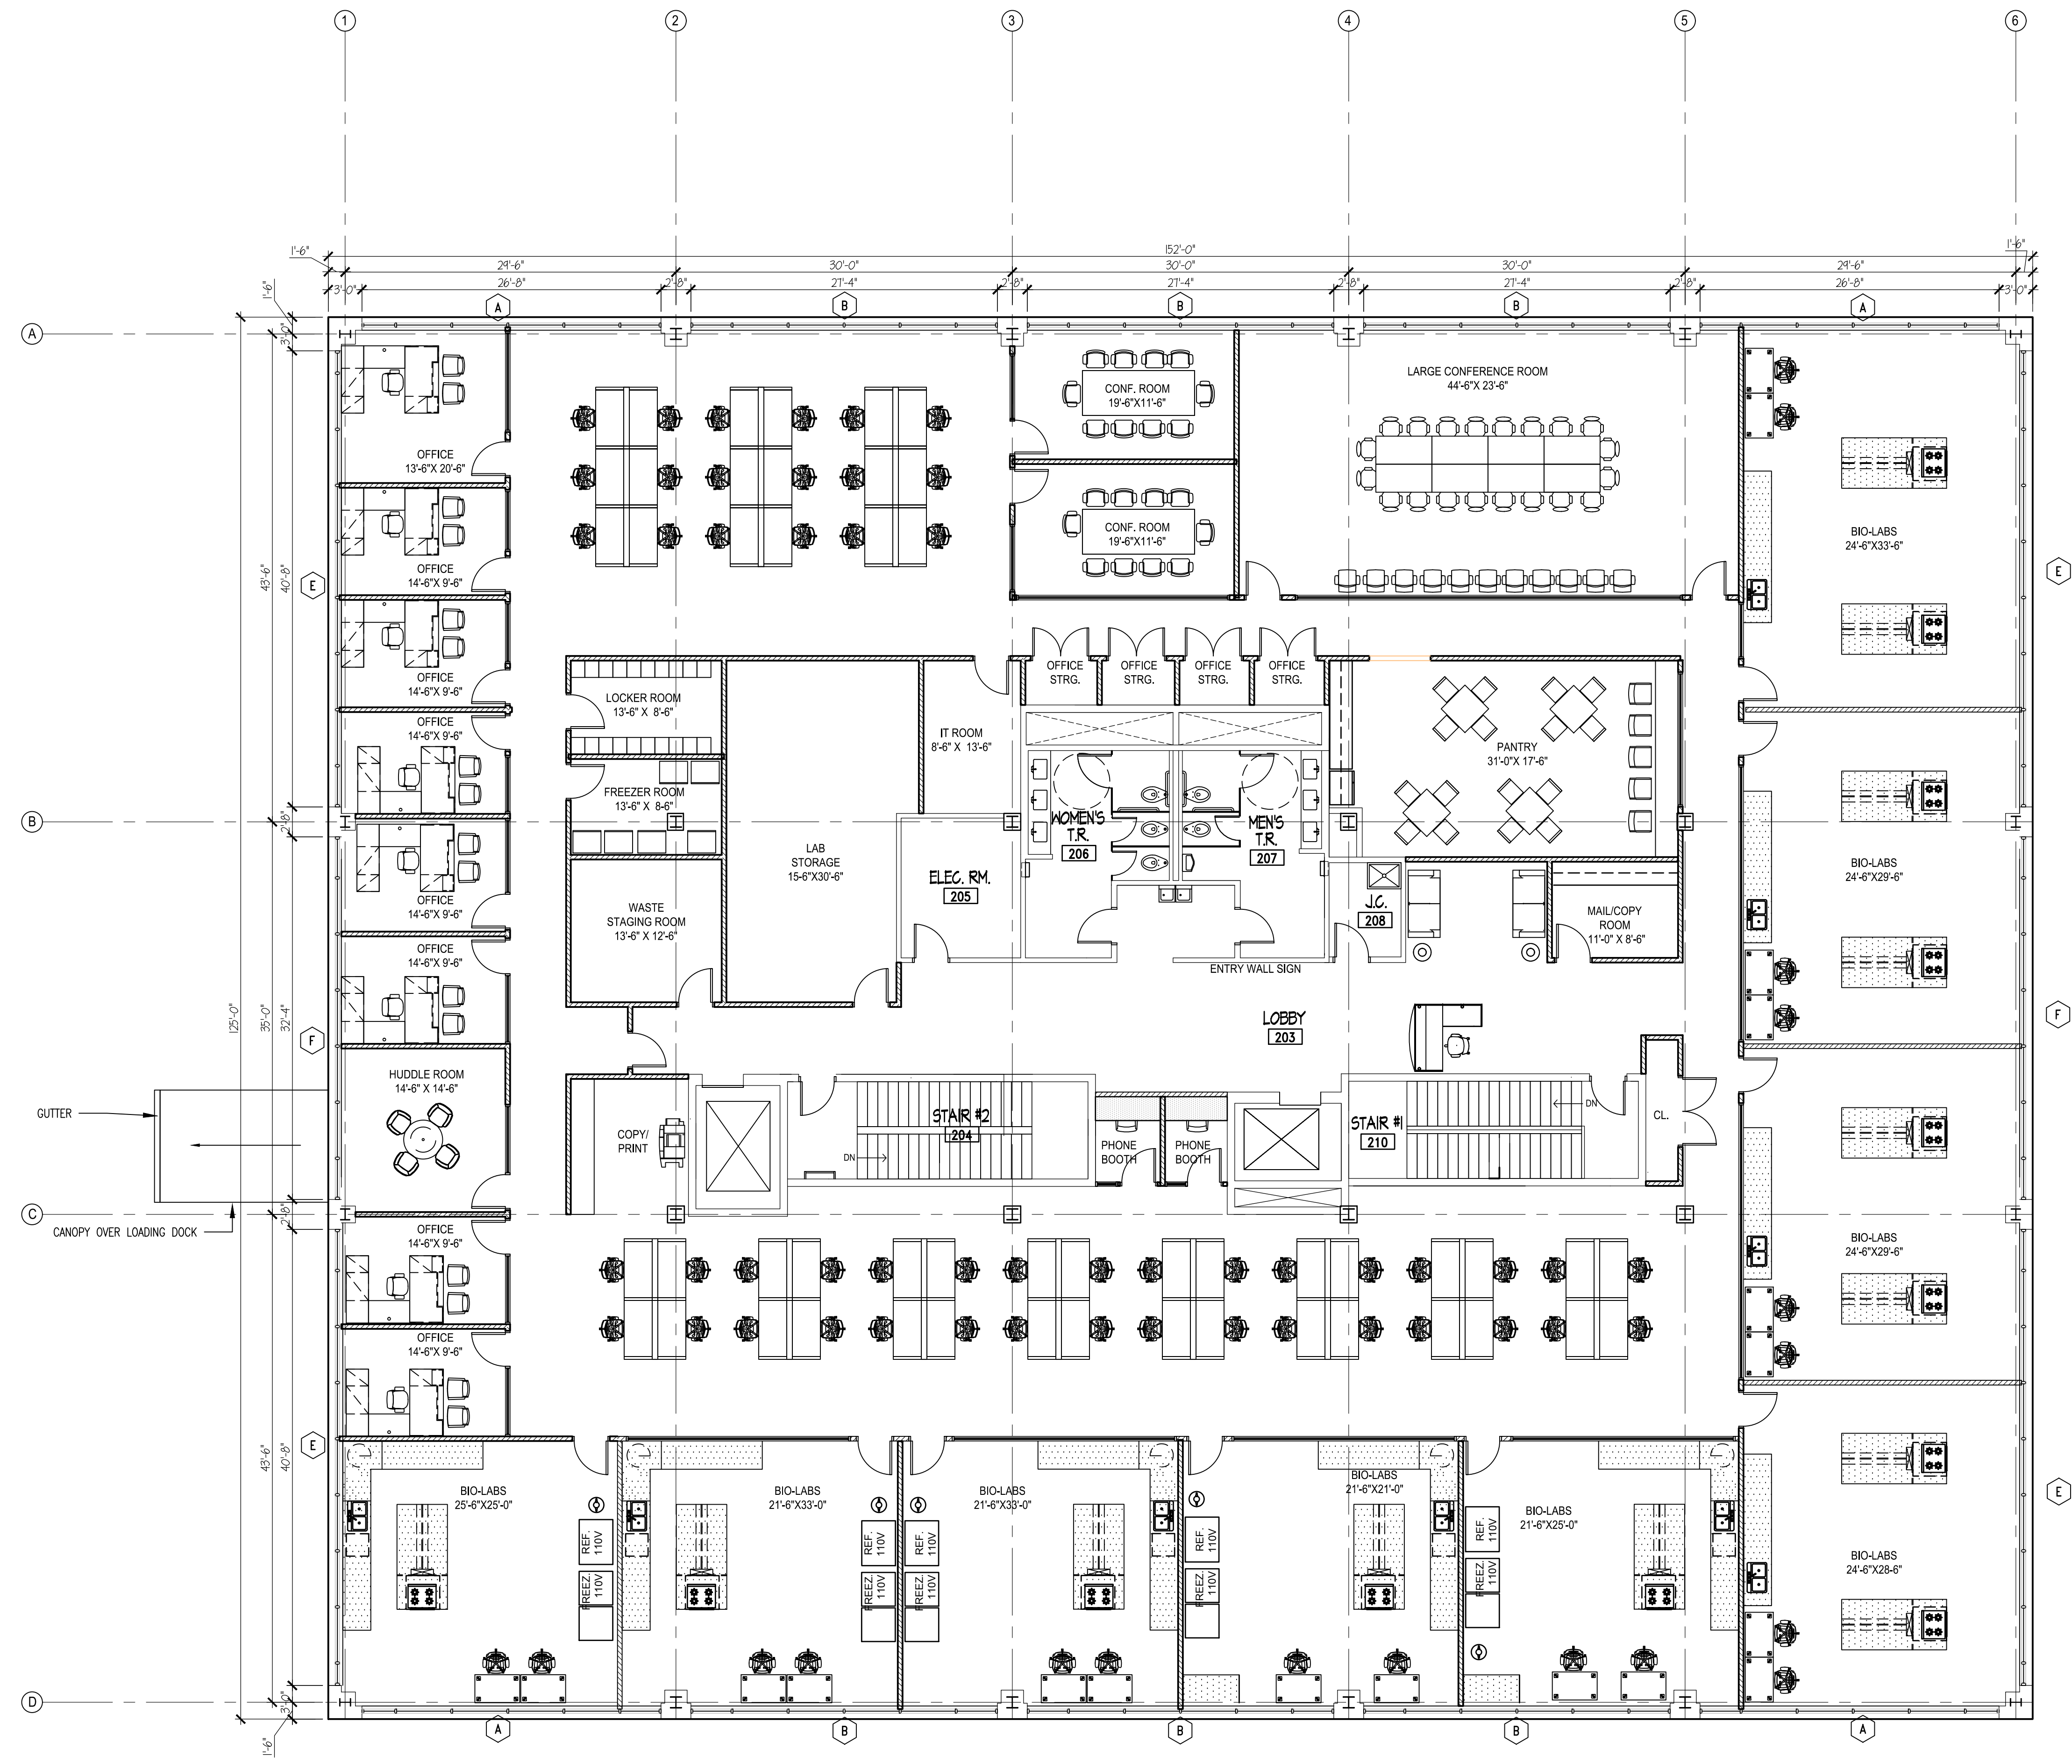 1 2 3 4 5 6
152'-0"
1'-6" 1'-6"
29'-6" 30'-0" 30'-0" 30'-0" 29'-6"
3'-0" 26'-8" 2'-8" 27'-4" 2'-8" 27'-4" 2'-8" 27'-4" 2'-8" 26'-8" 3'-0"
A B B B A
1'-6"
3'-0"
A
43'-6"
40'-8"
E
E
OFFICE
13'-6"X 20'-6"
OFFICE
14'-6"X 9'-6"
OFFICE
14'-6"X 9'-6"
OFFICE
14'-6"X 9'-6"
CONF. ROOM
19'-6"X11'-6"
CONF. ROOM
19'-6"X11'-6"
LARGE CONFERENCE ROOM
44'-6"X 23'-6"
BIO-LABS
24'-6"X33'-6"
OFFICE
STRG.
OFFICE
STRG.
OFFICE
STRG.
OFFICE
STRG.
LOCKER ROOM
13'-6" X 8'-6"
IT ROOM
8'-6" X 13'-6"
PANTRY
31'-0"X 17'-6"
FREEZER ROOM
13'-6" X 8-6"
B
2'-8"
WOMEN'S
T.R.
206
MEN'S
T.R.
207
LAB
STORAGE
15-6"X30'-6"
BIO-LABS
24'-6"X29'-6"
OFFICE
14'-6"X 9'-6"
ELEC. RM.
205
J.C.
208
WASTE
STAGING ROOM
13'-6" X 12'-6"
MAIL/COPY
ROOM
11'-0" X 8'-6"
OFFICE
14'-6"X 9'-6"
ENTRY WALL SIGN
LOBBY
203
125'-0"
35'-0"
32'-4"
F
F
HUDDLE ROOM
14'-6" X 14'-6"
GUTTER
COPY/
PRINT
STAIR #2
204
DN
PHONE
BOOTH
PHONE
BOOTH
STAIR #1
210
DN
CL.
C
2'-8"
CANOPY OVER LOADING DOCK
OFFICE
14'-6"X 9'-6"
BIO-LABS
24'-6"X29'-6"
OFFICE
14'-6"X 9'-6"
43'-6"
40'-8"
E
E
BIO-LABS
25'-6"X25'-0"
BIO-LABS
21'-6"X33'-0"
BIO-LABS
21'-6"X33'-0"
BIO-LABS
21'-6"X21'-0"
BIO-LABS
21'-6"X25'-0"
REF.
110V
FREEZ.
110V
REF.
110V
FREEZ.
110V
REF.
110V
FREEZ.
110V
REF.
110V
FREEZ.
110V
REF.
110V
FREEZ.
110V
BIO-LABS
24'-6"X28-6"
D
3'-0"
1'-6"
A B B B A